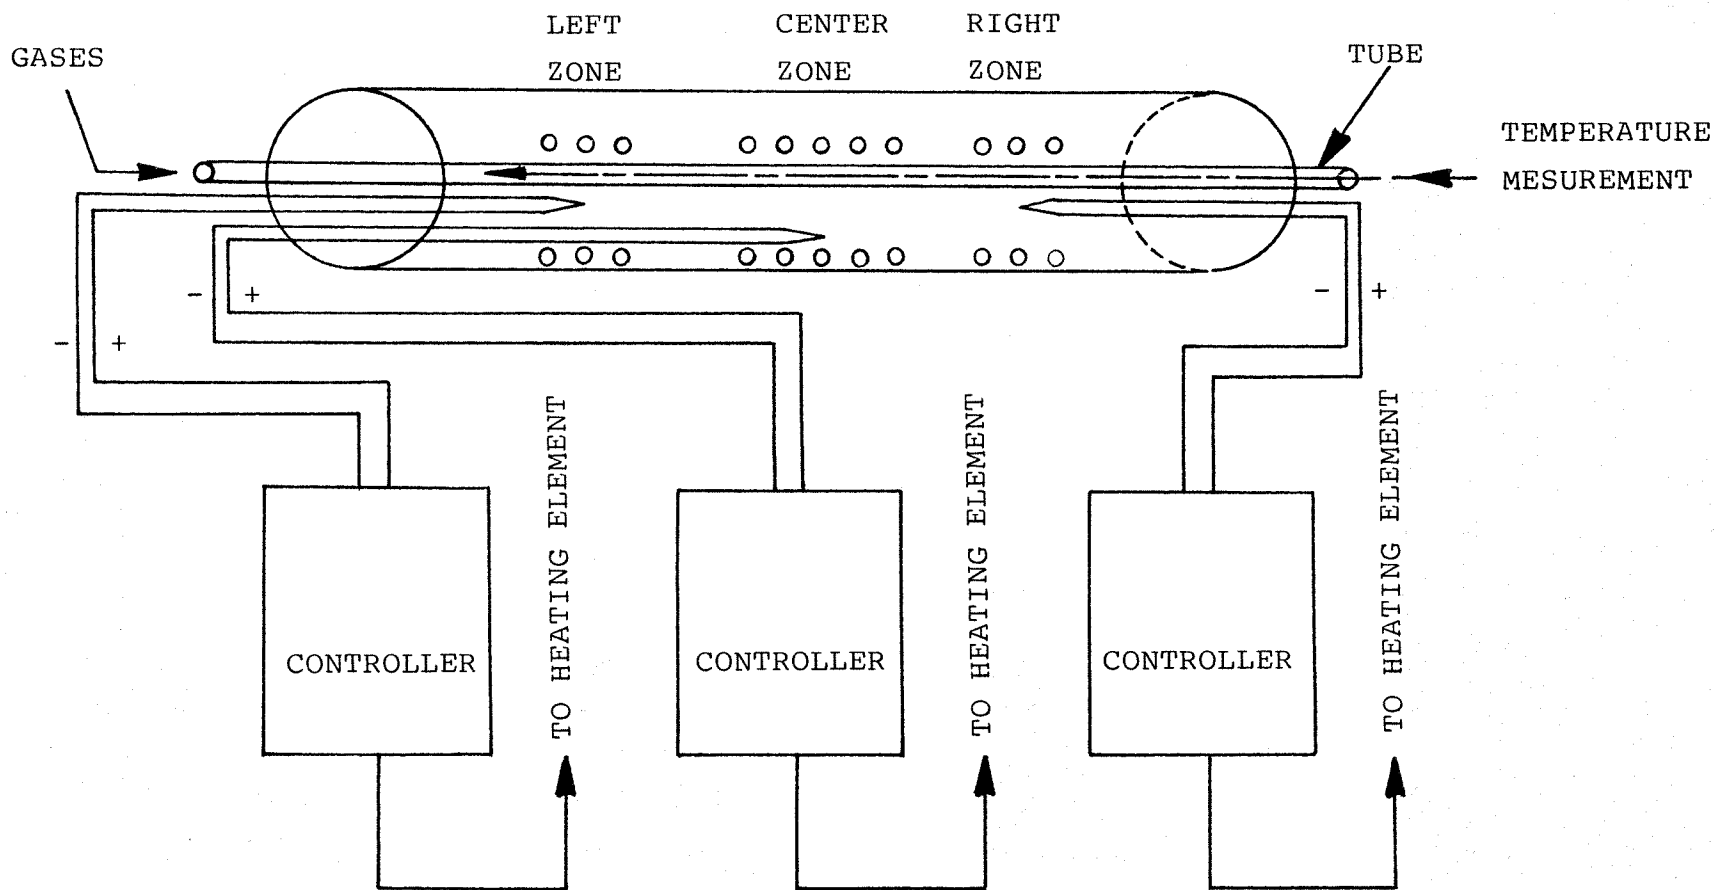 LEFT
ZONE
CENTER
ZONE
RIGHT
ZONE
GASES
TUBE
TEMPERATURE
MESUREMENT
- +
- +
- +
TO HEATING ELEMENT
TO HEATING ELEMENT
TO HEATING ELEMENT
CONTROLLER
CONTROLLER
CONTROLLER